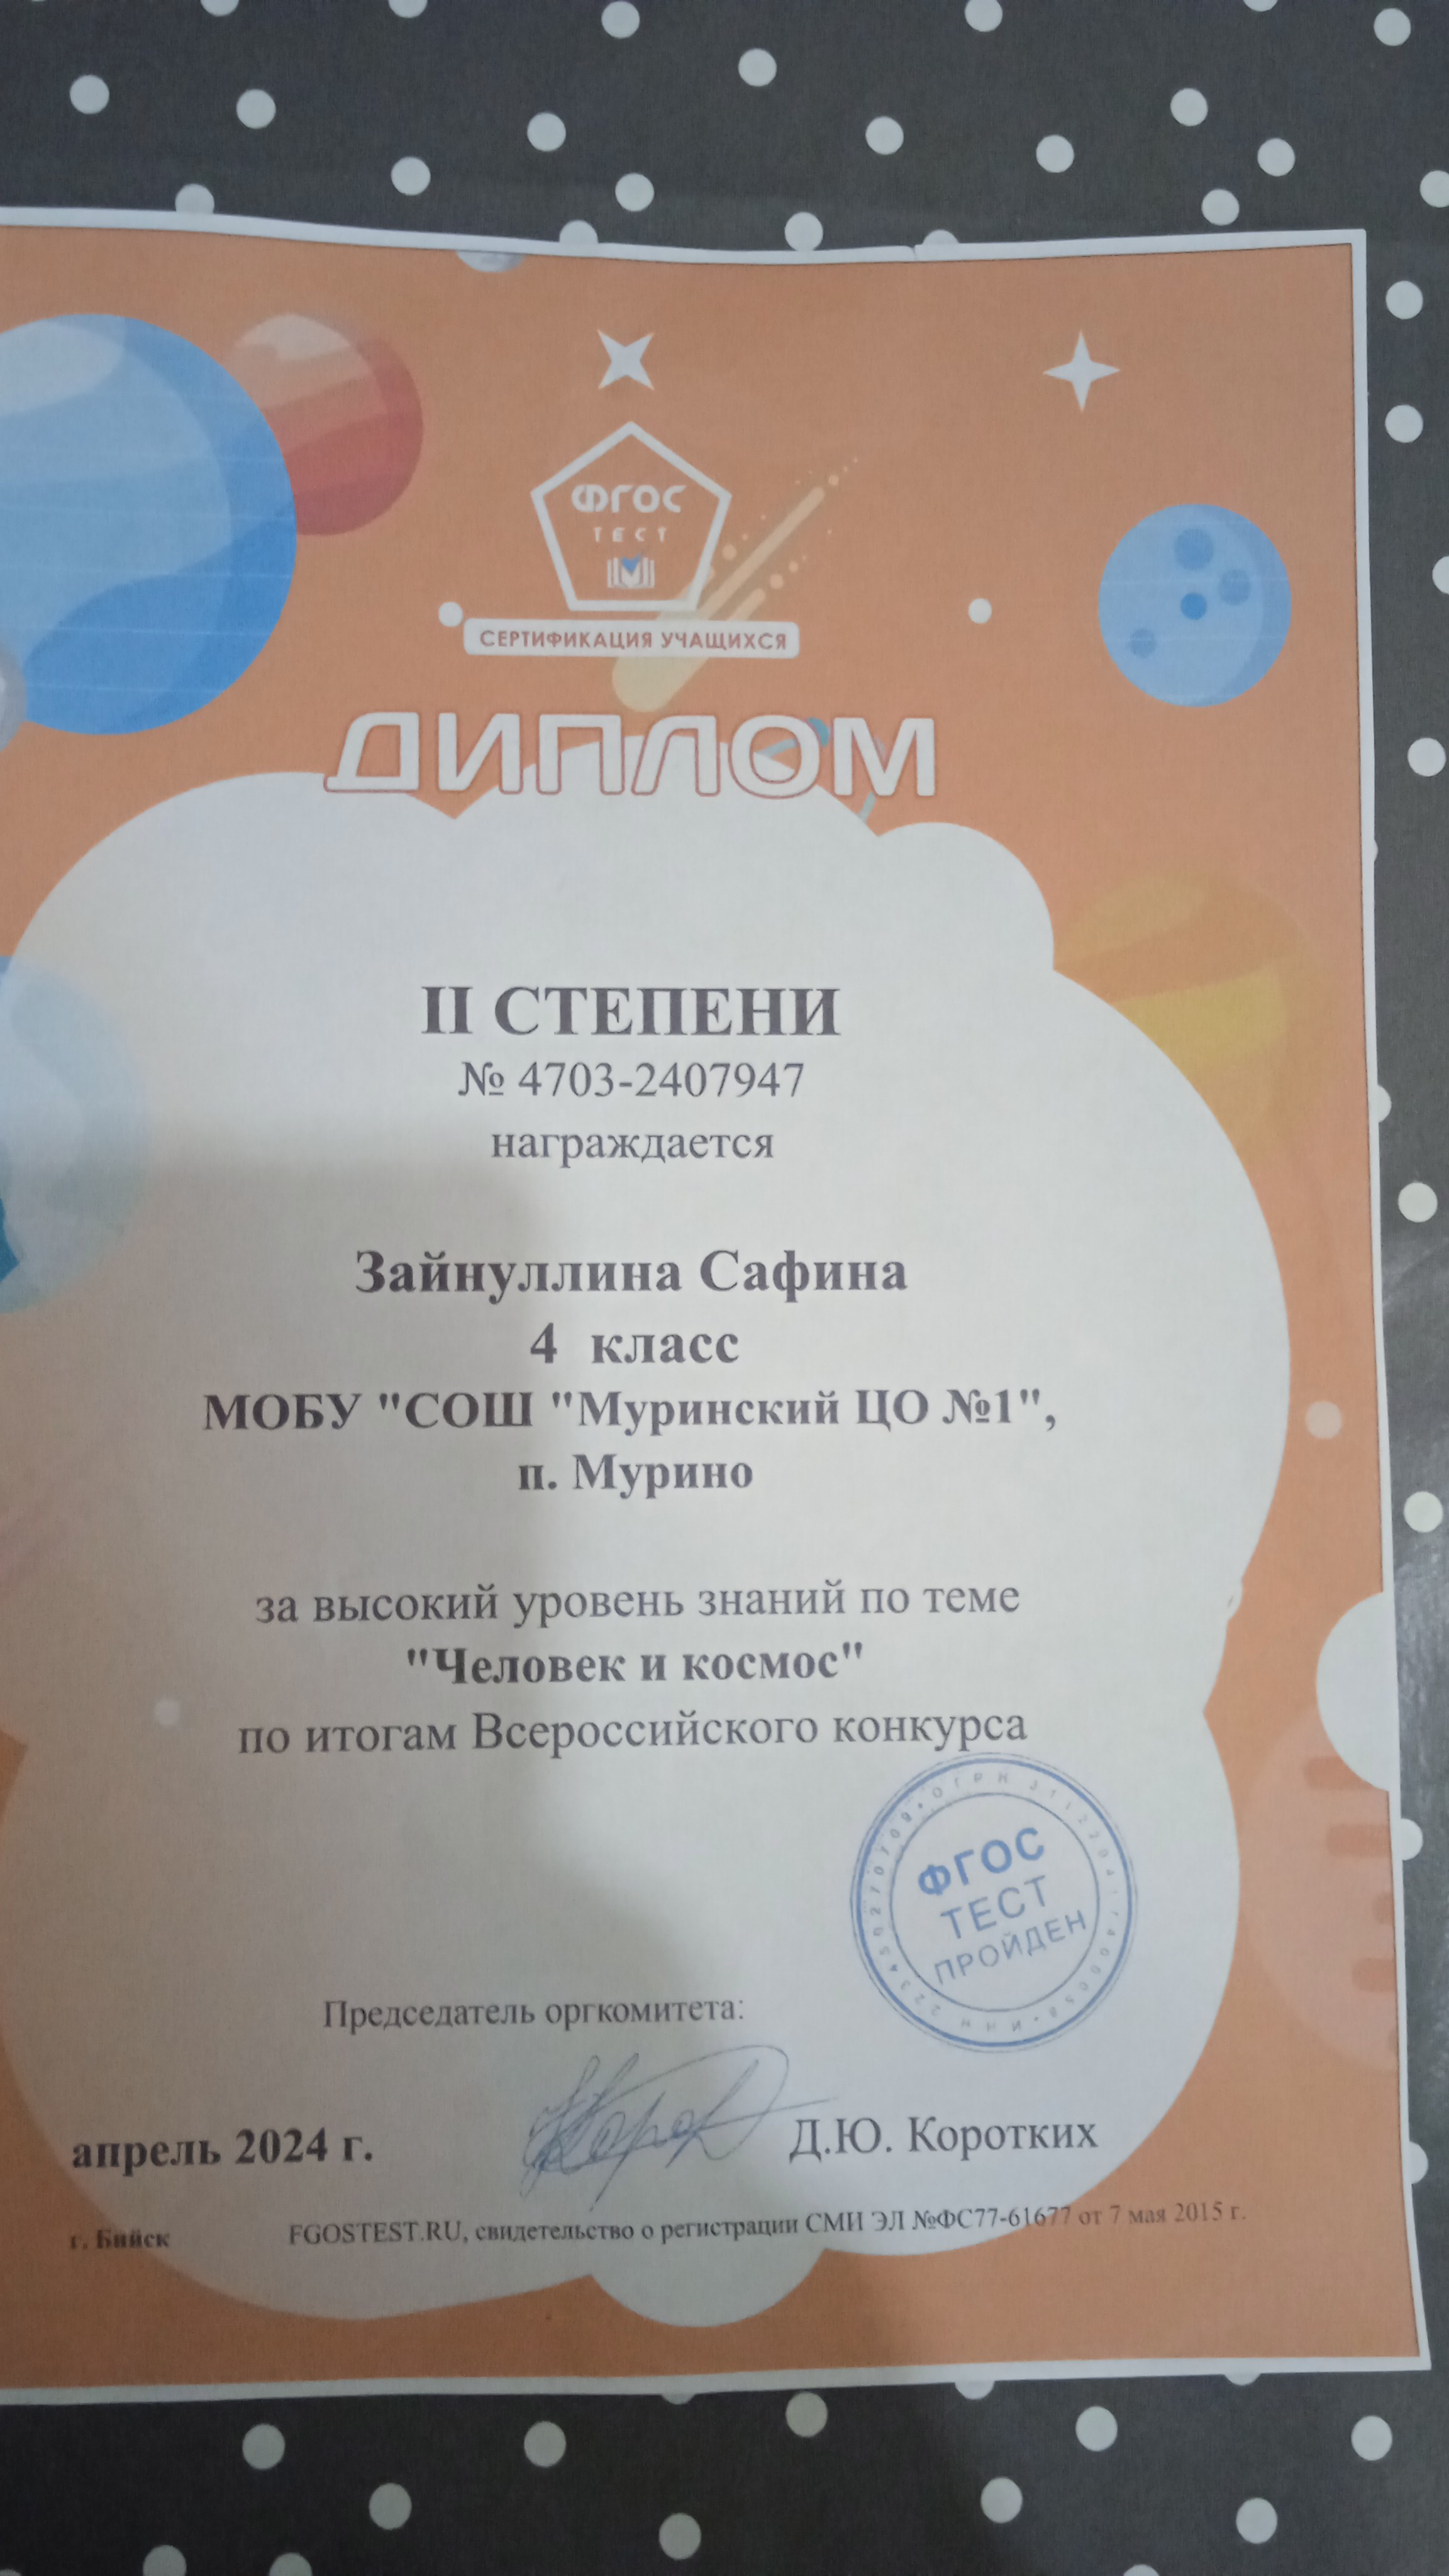 ФГОС
ТЕСТ
СЕРТИФИКАЦИЯ УЧАЩИХСЯ
ДИПЛОМ
II СТЕПЕНИ
№ 4703-2407947
награждается
Зайнуллина Сафина
4 класс
МОБУ "СОШ "Муринский ЦО №1",
п. Мурино
за высокий уровень знаний по теме
"Человек и космос"
по итогам Всероссийского конкурса
ФГОС
ТЕСТ
ПРОЙДЕН
Председатель оргкомитета:
апрель 2024 г.
Д.Ю. Коротких
г. Бийск
FGOSTEST.RU, свидетельство о регистрации СМИ ЭЛ №ФС77-61677 от 7 мая 2015 г.